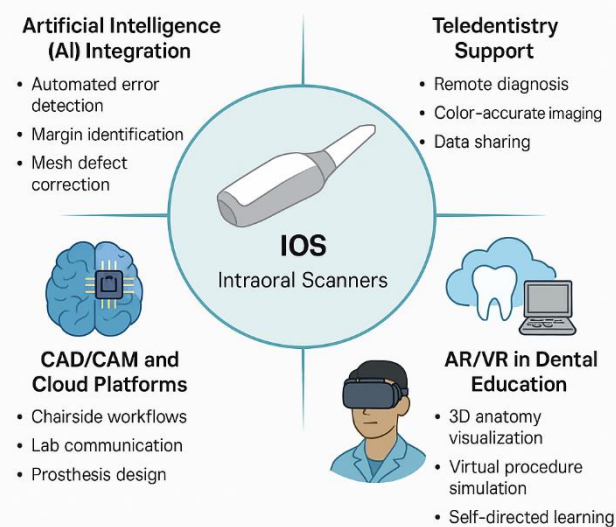 Artificial Intelligence
(AI) Integration
• Automated error
detection
• Margin identification
• Mesh defect
correction
Teledentistry
Support
• Remote diagnosis
• Color-accurate imaging
• Data sharing
IOS
Intraoral Scanners
CAD/CAM and
Cloud Platforms
• Chairside workflows
• Lab communication
• Prosthesis design
AR/VR in Dental
Education
• 3D anatomy
visualization
• Virtual procedure
simulation
• Self-directed learning